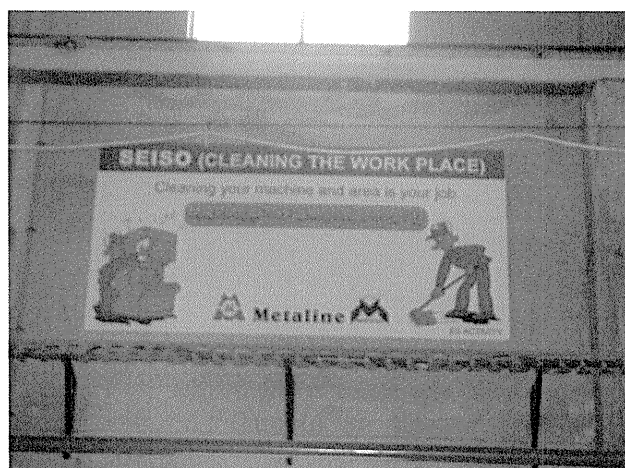 SEISO (CLEANING THE WORK PLACE)
Cleaning your machine and area is your job
Metaline